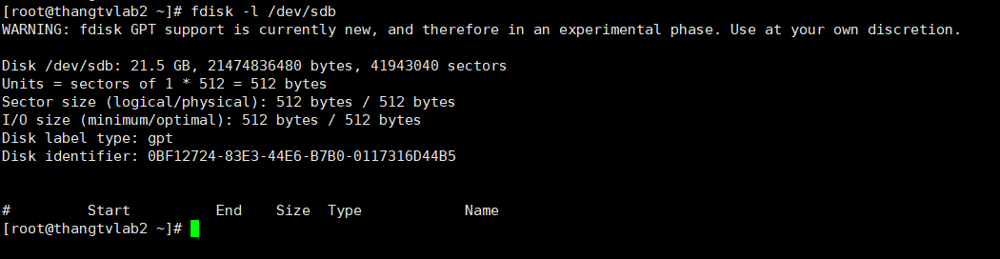 [root@thangtvlab2 ~]# fdisk -l /dev/sdb
WARNING: fdisk GPT support is currently new, and therefore in an experimental phase. Use at your own discretion.
Disk /dev/sdb: 21.5 GB, 21474836480 bytes, 41943040 sectors
Units = sectors of 1 * 512 = 512 bytes
Sector size (logical/physical): 512 bytes / 512 bytes
I/O size (minimum/optimal): 512 bytes / 512 bytes
Disk label type: gpt
Disk identifier: 0BF12724-83E3-44E6-B7B0-0117316D44B5
#         Start          End    Size  Type            Name
[root@thangtvlab2 ~]#